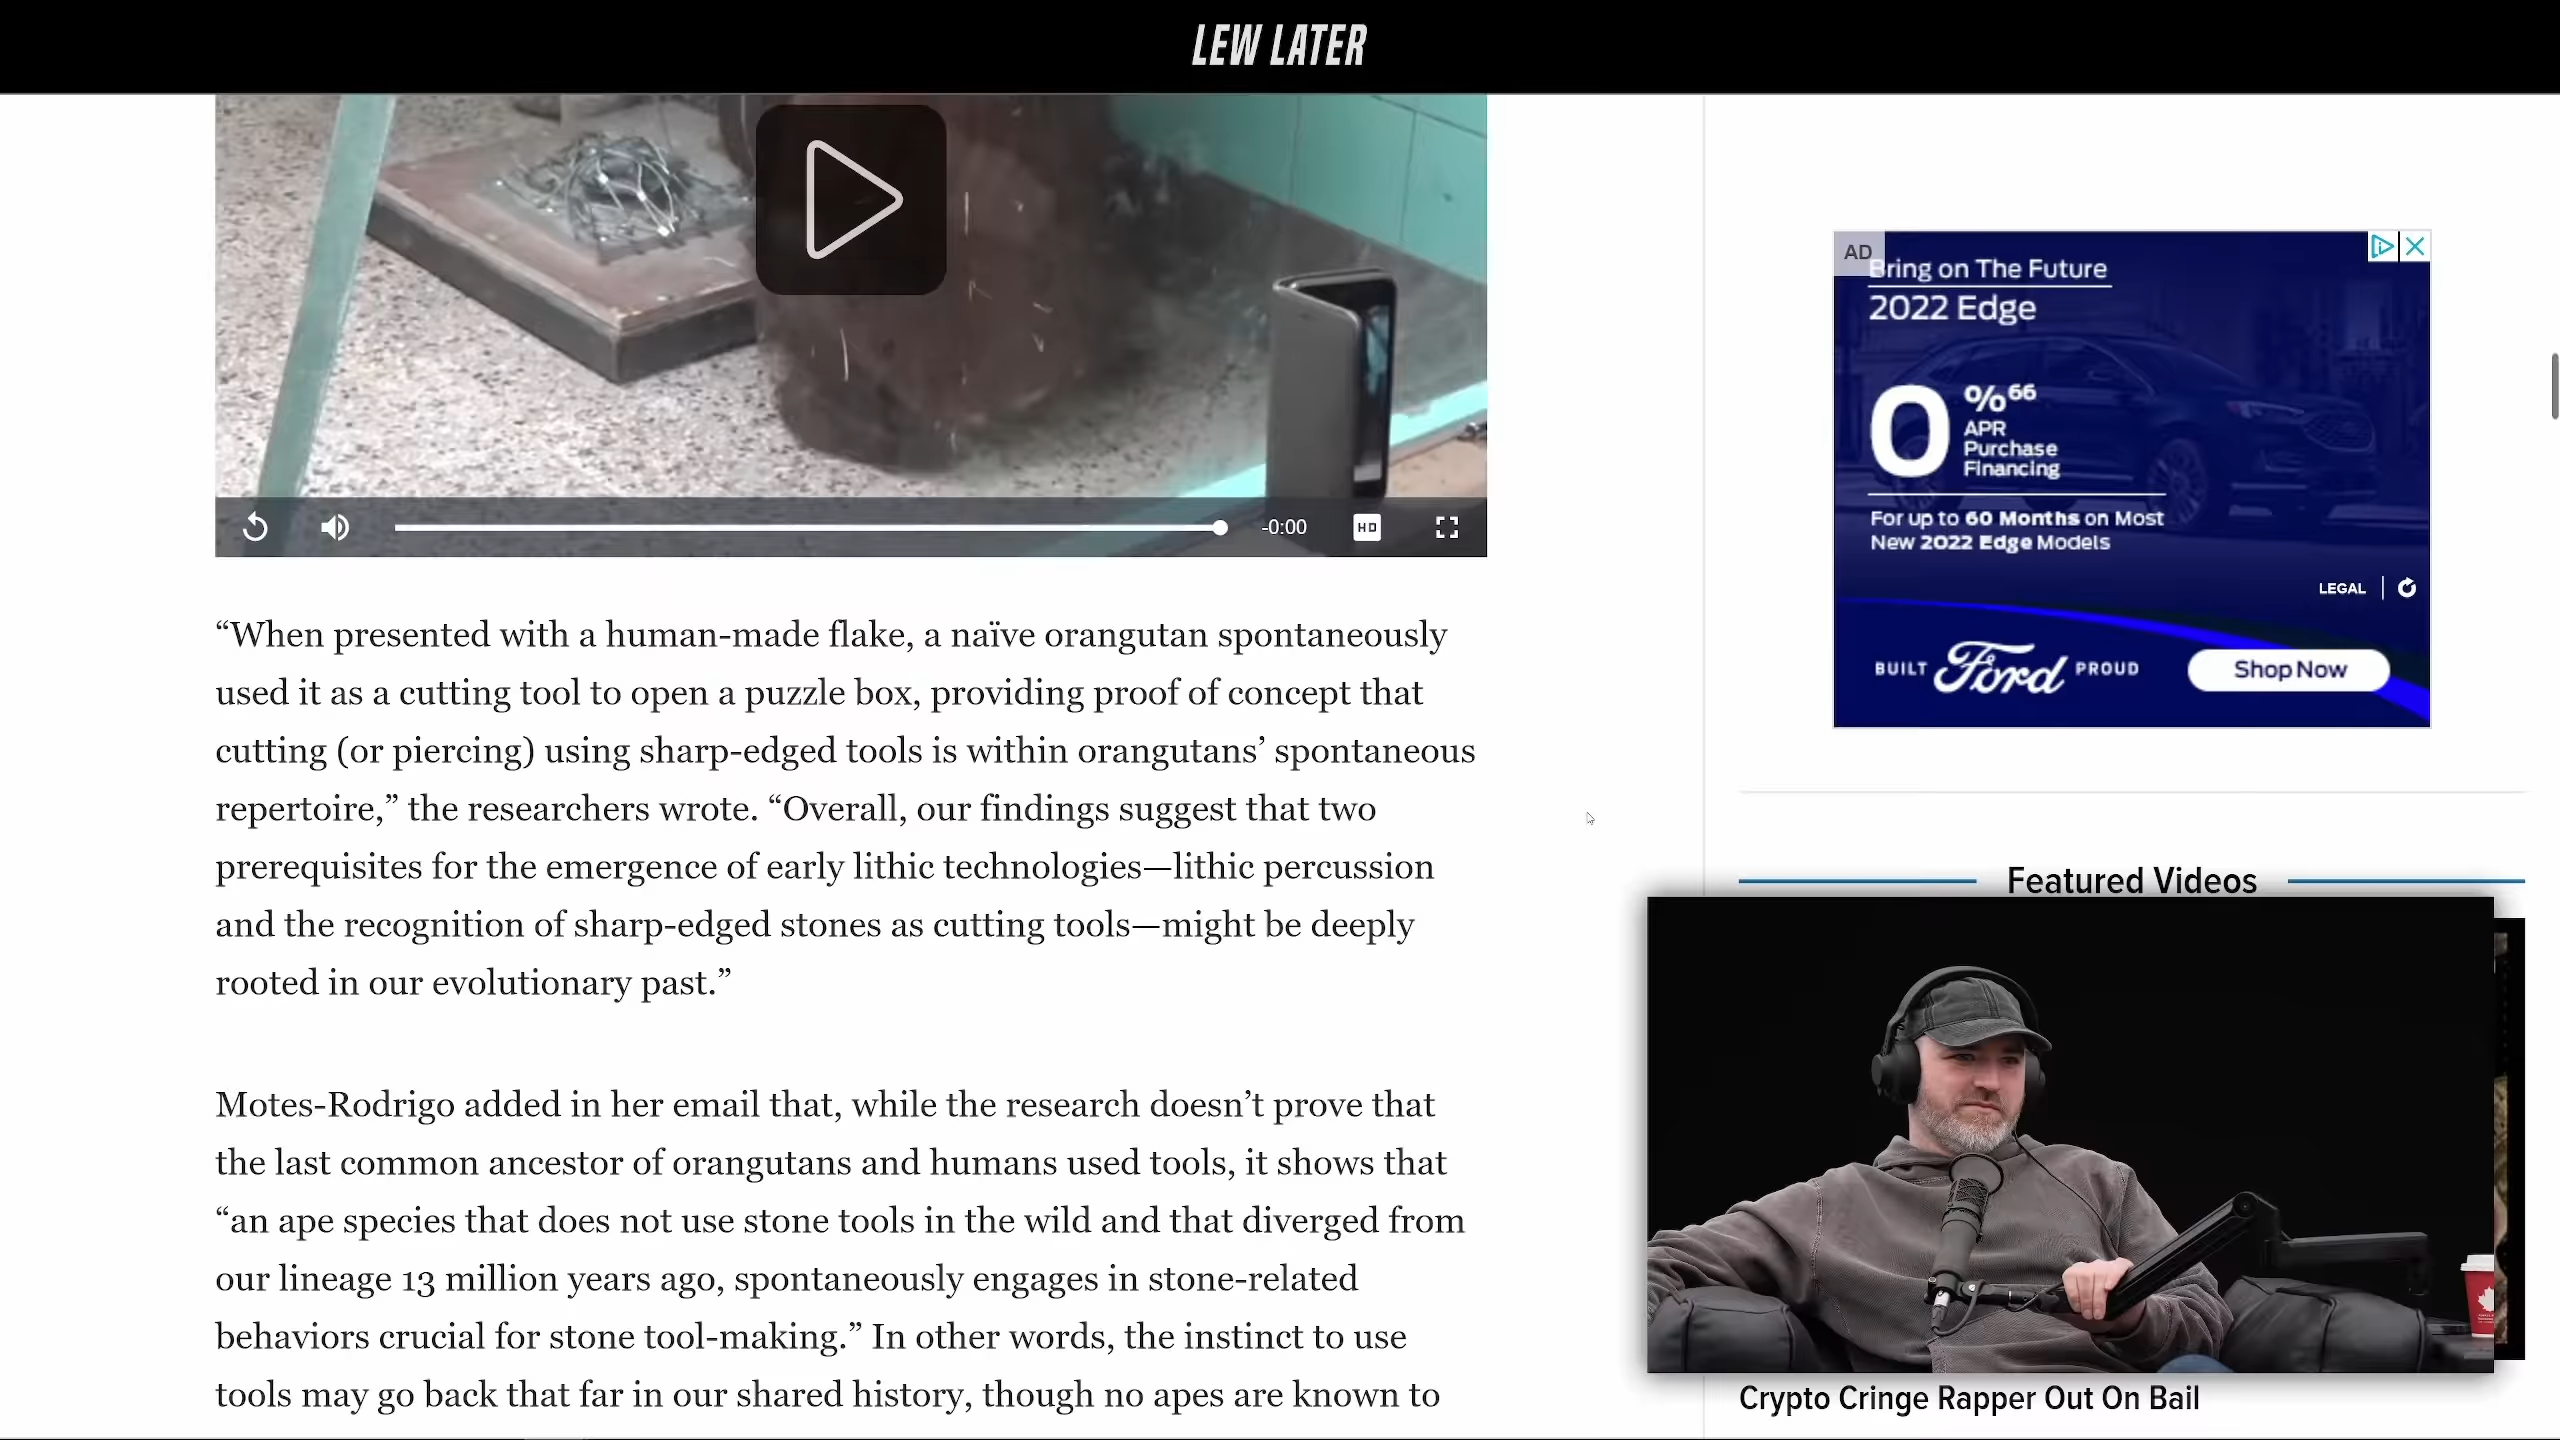 LEW LATER
-0:00
HD
“When presented with a human-made flake, a naïve orangutan spontaneously
used it as a cutting tool to open a puzzle box, providing proof of concept that
cutting (or piercing) using sharp-edged tools is within orangutans’ spontaneous
repertoire,” the researchers wrote. “Overall, our findings suggest that two
prerequisites for the emergence of early lithic technologies—lithic percussion
and the recognition of sharp-edged stones as cutting tools—might be deeply
rooted in our evolutionary past.”
Motes-Rodrigo added in her email that, while the research doesn’t prove that
the last common ancestor of orangutans and humans used tools, it shows that
“an ape species that does not use stone tools in the wild and that diverged from
our lineage 13 million years ago, spontaneously engages in stone-related
behaviors crucial for stone tool-making.” In other words, the instinct to use
tools may go back that far in our shared history, though no apes are known to
AD
Bring on The Future
2022 Edge
0%66
APR
Purchase
Financing
For up to 60 Months on Most
New 2022 Edge Models
LEGAL
BUILT Ford PROUD
Shop Now
Featured Videos
Crypto Cringe Rapper Out On Bail